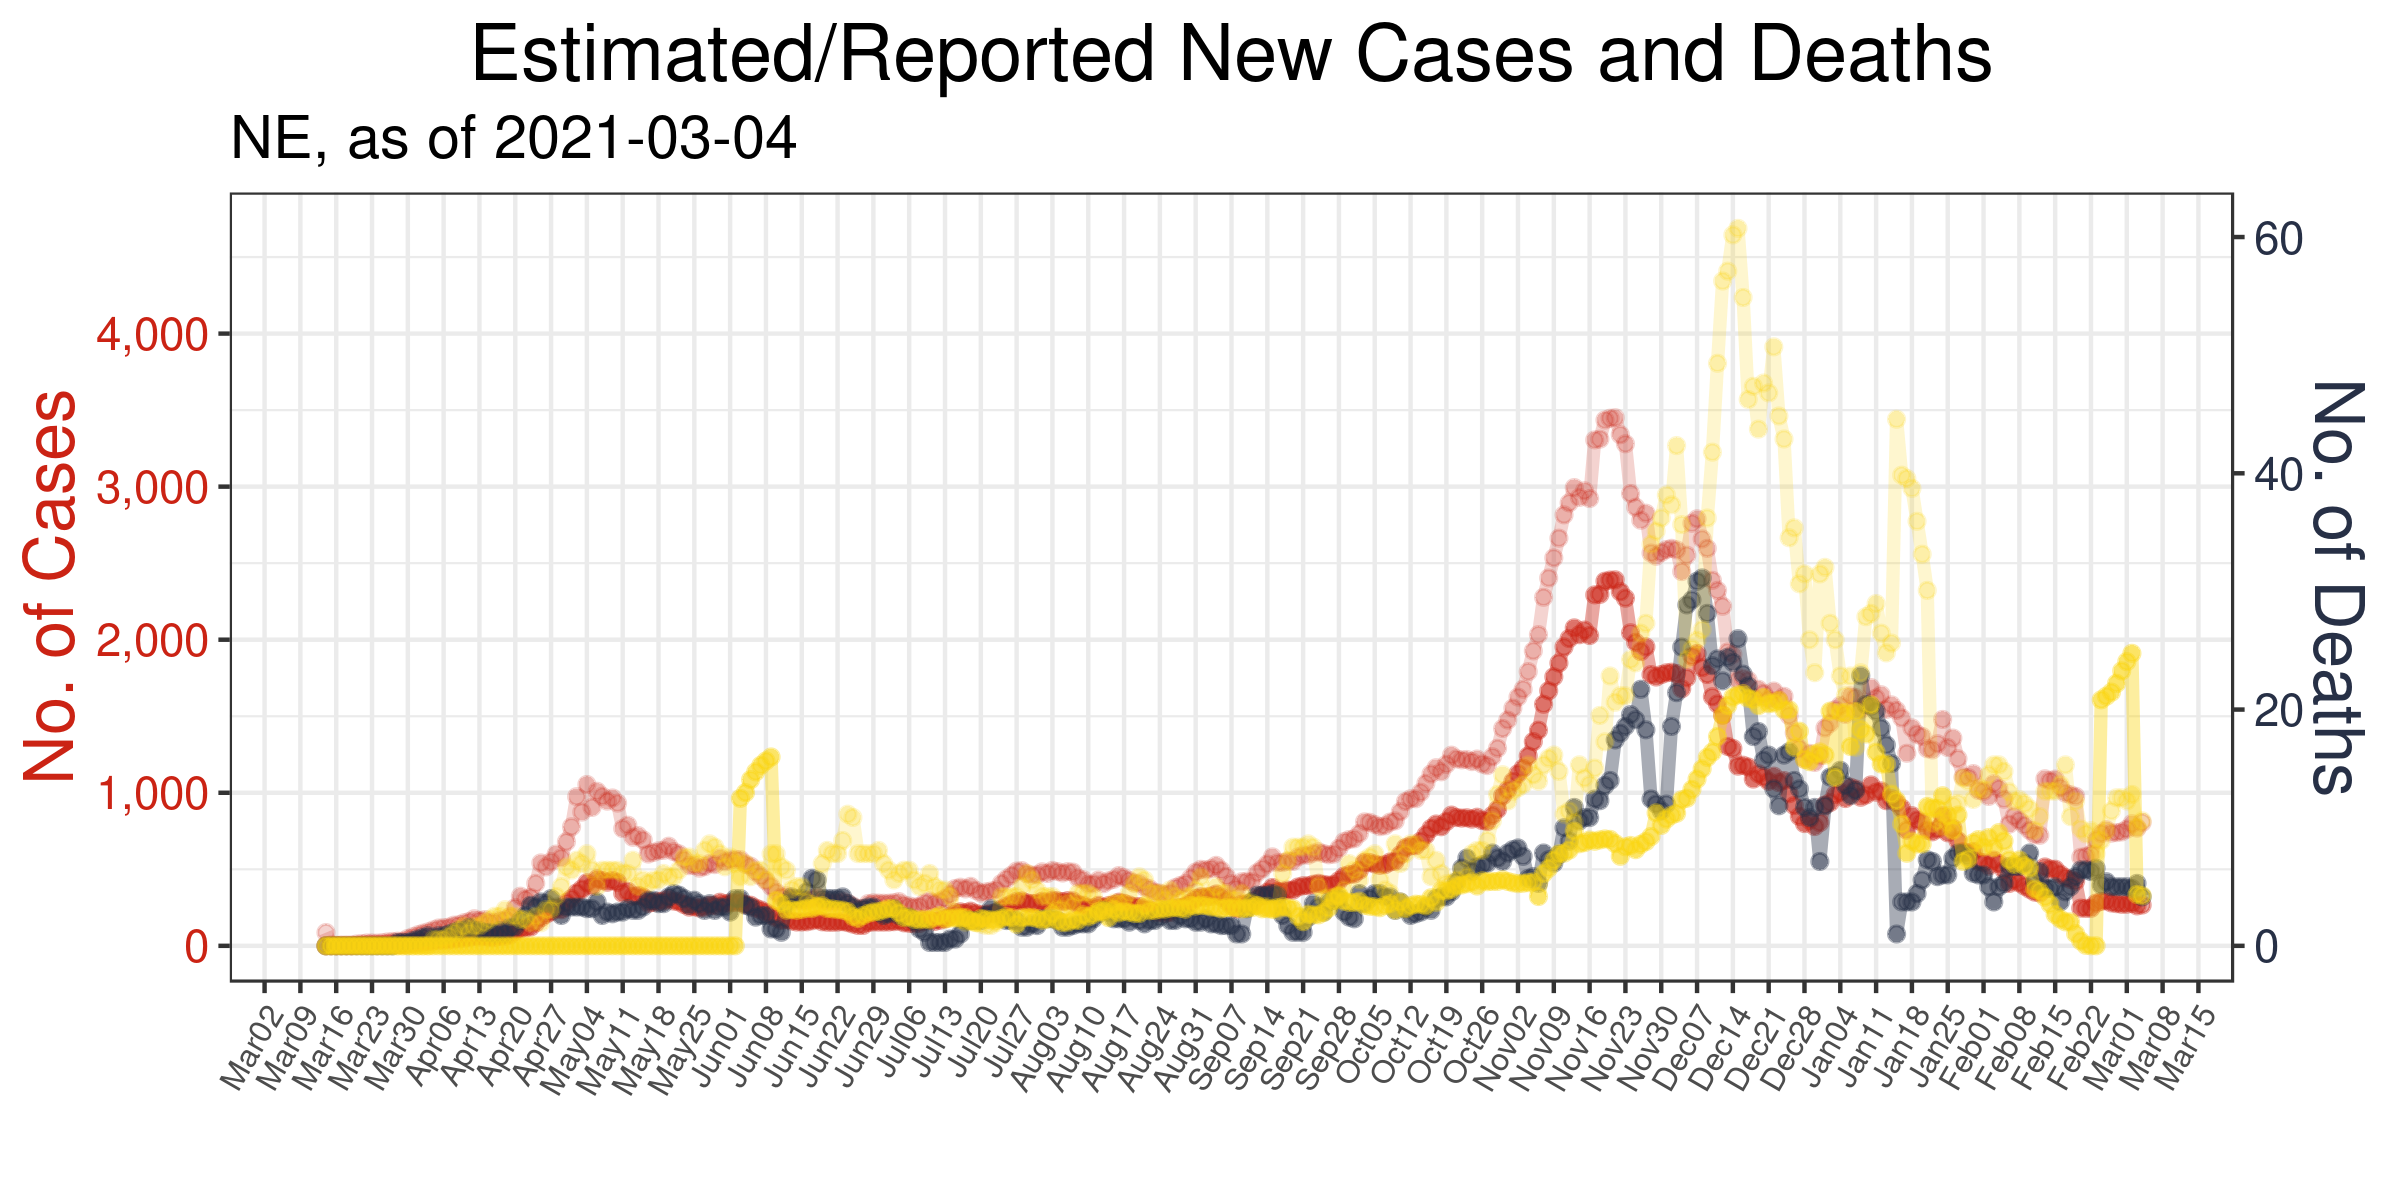 Estimated/Reported New Cases and Deaths
NE, as of 2021-03-04
No. of Cases
4,000
3,000
2,000
1,000
0
No. of Deaths
60
40
20
0
Mar02
Mar09
Mar16
Mar23
Mar30
Apr06
Apr13
Apr20
Apr27
May04
May11
May18
May25
Jun01
Jun08
Jun15
Jun22
Jun29
Jul06
Jul13
Jul20
Jul27
Aug03
Aug10
Aug17
Aug24
Aug31
Sep07
Sep14
Sep21
Sep28
Oct05
Oct12
Oct19
Oct26
Nov02
Nov09
Nov16
Nov23
Nov30
Dec07
Dec14
Dec21
Dec28
Jan04
Jan11
Jan18
Jan25
Feb01
Feb08
Feb15
Feb22
Mar01
Mar08
Mar15